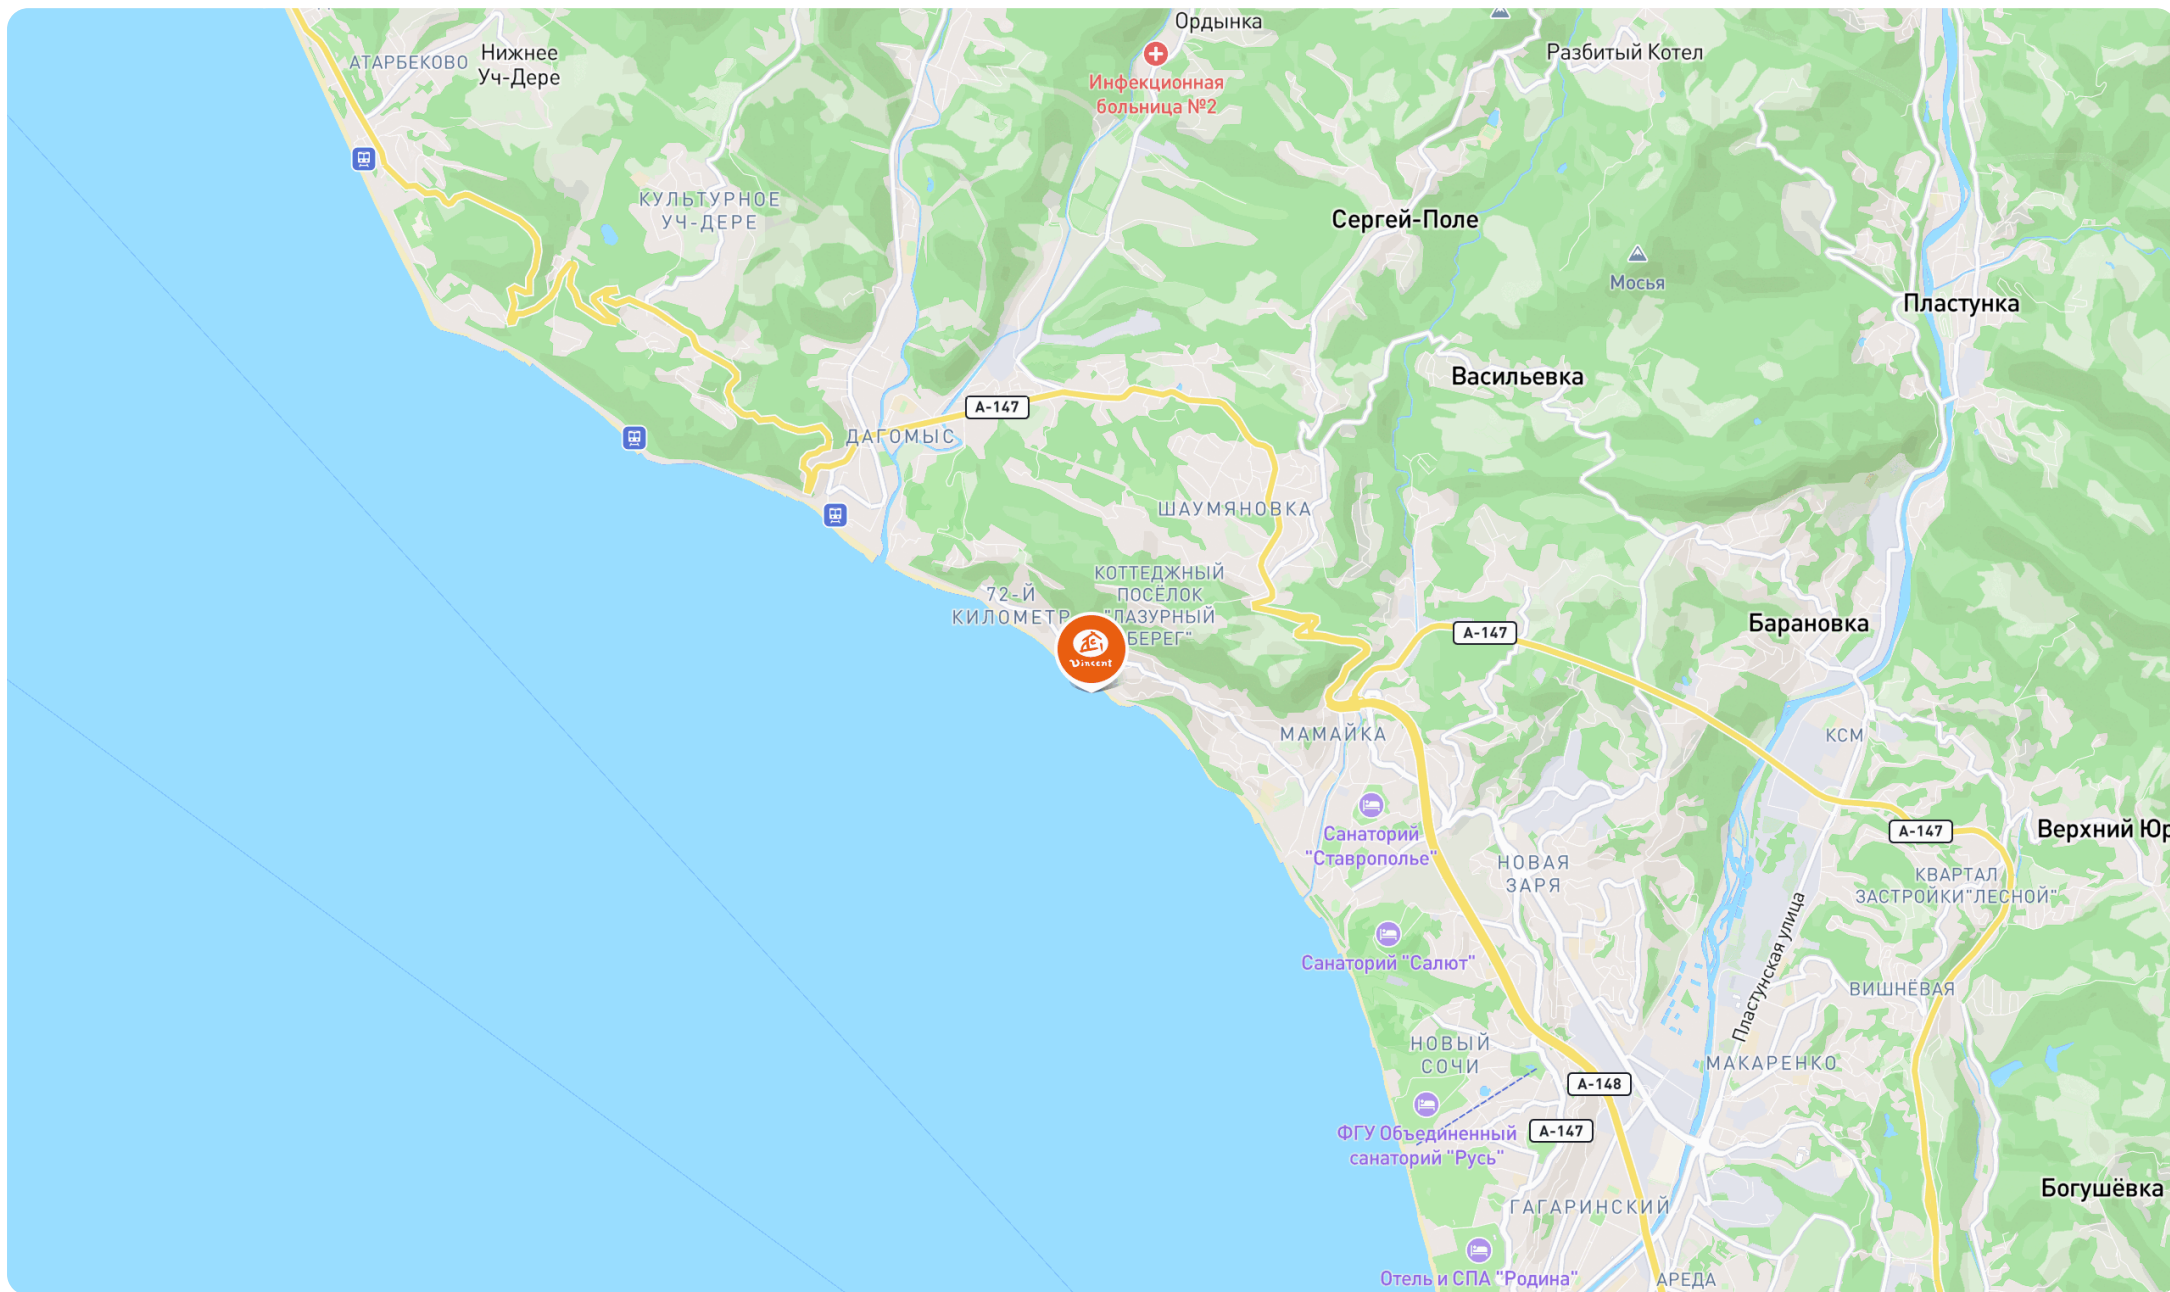 Ордынка
АТАРБЕКОВО
Нижнее
Уч-Дере
Разбитый Котел
Инфекционная
больница №2
КУЛЬТУРНОЕ
УЧ-ДЕРЕ
Сергей-Поле
Мосья
Пластунка
Васильевка
А-147
ДАГОМЫС
ШАУМЯНОВКА
72-Й
КИЛОМЕТР
КОТТЕДЖНЫЙ
ПОСЁЛОК
"ЛАЗУРНЫЙ
БЕРЕГ"
Vincent
А-147
Барановка
МАМАЙКА
КСМ
Санаторий
"Ставрополье"
А-147
Верхний Юр
НОВАЯ
ЗАРЯ
КВАРТАЛ
ЗАСТРОЙКИ"ЛЕСНОЙ"
Пластунская улица
Санаторий "Салют"
ВИШНЁВАЯ
НОВЫЙ
СОЧИ
МАКАРЕНКО
А-148
ФГУ Объединенный
санаторий "Русь"
А-147
Богушёвка
ГАГАРИНСКИЙ
Отель и СПА "Родина"
АРЕДА